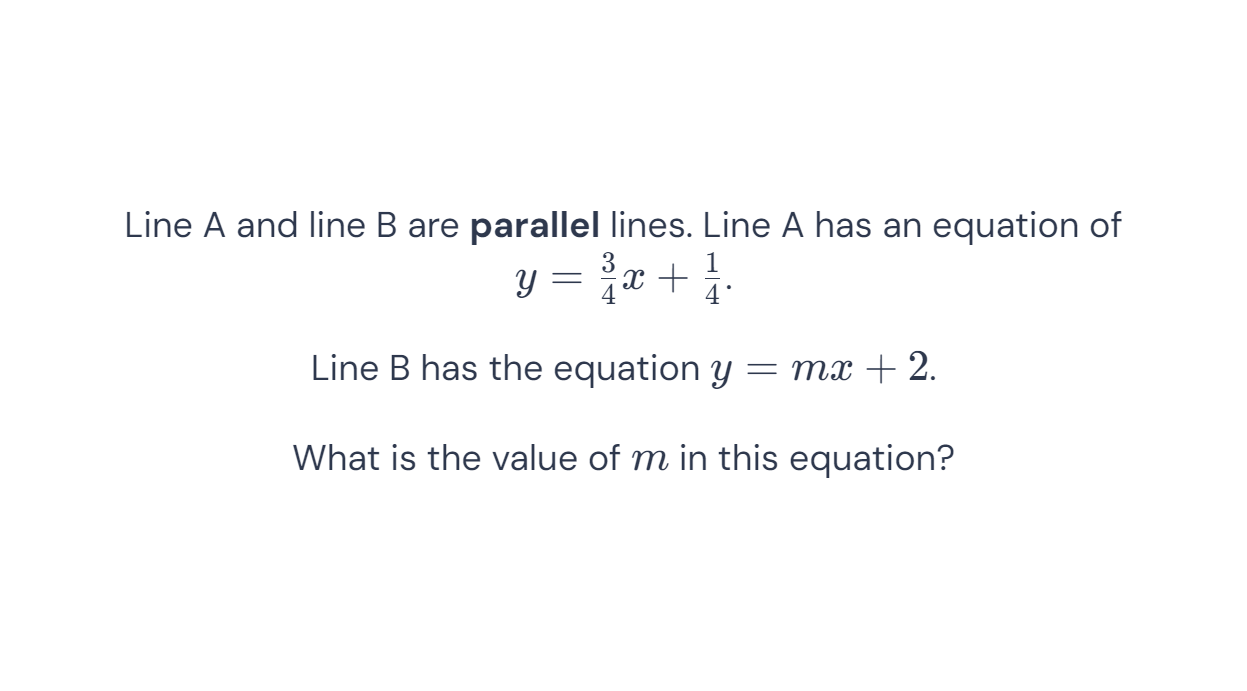 Line A and line B are parallel lines. Line A has an equation of
y = \frac{3}{4}x + \frac{1}{4}.
Line B has the equation y = mx + 2.
What is the value of m in this equation?